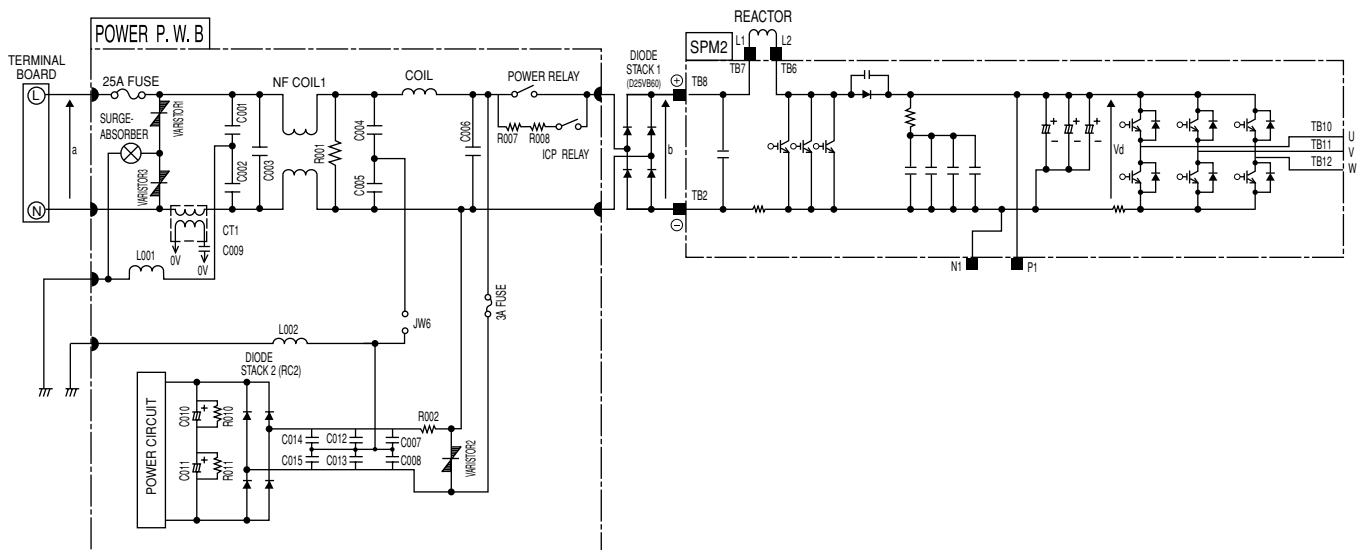 POWER P. W. B
REACTOR
L1
L2
SPM2
TB7
TB6
TERMINAL
BOARD
25A FUSE
NF COIL1
COIL
POWER RELAY
DIODE
STACK 1
(D25VB60)
+
TB8
L
SURGE-
ABSORBER
VARISTOR1
C001
C002
C003
R001
C004
C005
C006
R007
R008
ICP RELAY
a
b
Vd
+
+
+
−
−
−
TB10
U
TB11
V
TB12
W
VARIISTOR3
N
TB2
−
CT1
C009
0V
0V
L001
N1
P1
3A FUSE
JW6
L002
DIODE
STACK 2 (RC2)
POWER CIRCUIT
C010
+
R010
C011
+
R011
R002
C014
C012
C007
C015
C013
C008
VARIISTOR2